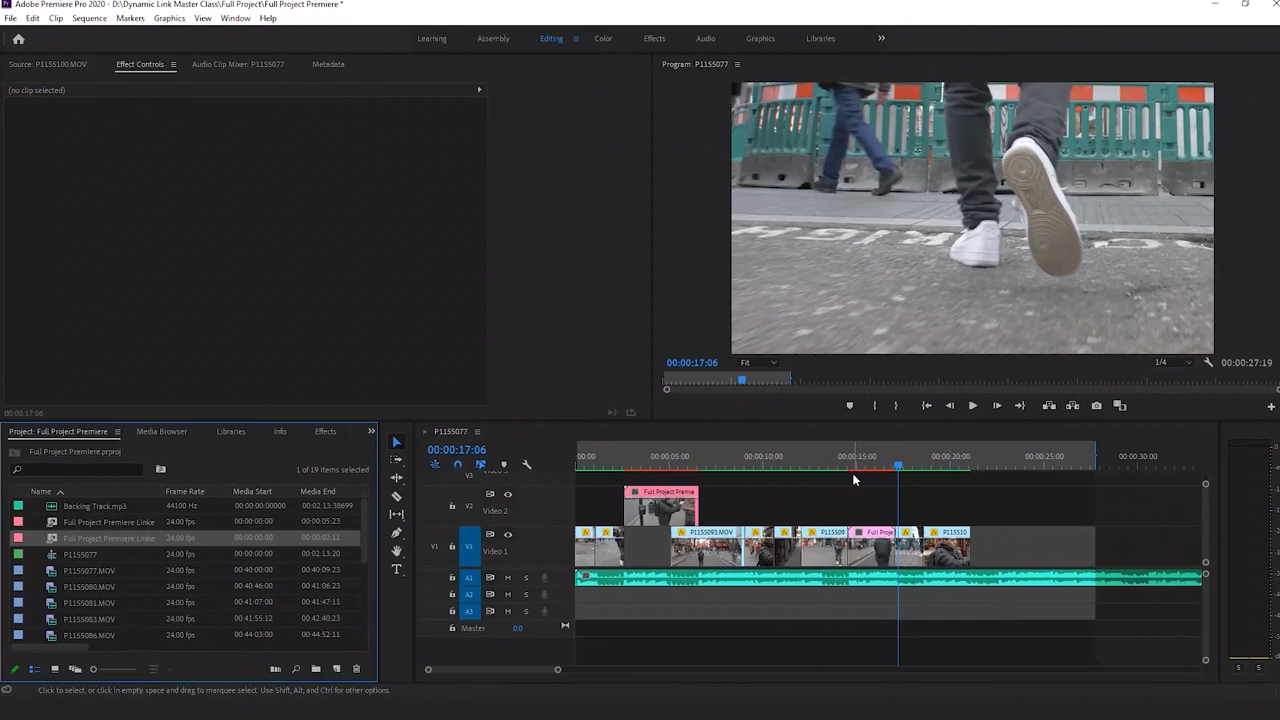 Adobe Premiere Pro 2020 - D:\Dynamic Link Master Class\Full Project\Full Project Premiere *
File Edit Clip Sequence Markers Graphics View Window Help
Learning Assembly Editing Color Effects Audio Graphics Libraries
Source: P1155100.MOV Effect Controls Audio Clip Mixer: P1155077 Metadata
Program: P1155077
(no clip selected)
00:00:17:06 Fit 1/4 00:00:27:19
00:00:17:06
Project: Full Project Premiere Media Browser Libraries Info Effects
P1155077
Full Project Premiere.prproj
00:00:17:06
:00:00 00:00:05:00 00:00:10:00 00:00:15:00 00:00:20:00 00:00:25:00 00:00:30:00
1 of 19 items selected
Name Frame Rate Media Start Media End
V3
Backing Track.mp3 44100 Hz 00:00:00:00000 00:02:13:38699
Full Project Premiere Linke 00:00:00:00 00:00:05:23
Full Project Premiere Linke 00:00:00:00 00:00:02:11
P1155077 24.00 fps 00:00:00:00 00:02:13:20
P1155077.MOV 24.00 fps 00:40:00:00 00:40:09:23
P1155080.MOV 24.00 fps 00:40:46:00 00:41:06:23
P1155081.MOV 24.00 fps 00:41:07:00 00:41:47:11
P1155083.MOV 24.00 fps 00:41:55:12 00:42:40:23
P1155086.MOV 24.00 fps 00:44:03:00 00:44:52:11
V2 Video 2 Full Project Premie
V1 V1 Video 1 P1155093.MOV P115509 Full Proje P115510
A1 M S
A2 M S
A3 M S
Master 0.0
S S
Click to select, or click in empty space and drag to marquee select. Use Shift, Alt, and Ctrl for other options.